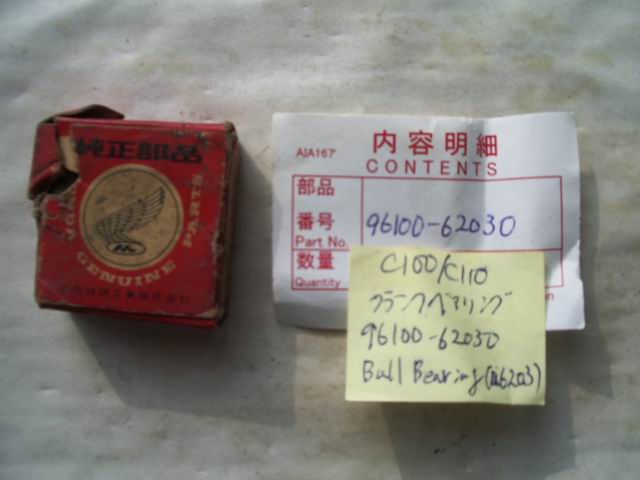 純正部品
HM
GENUINE PARTS
AIA167
内容明細
CONTENTS
部品
番号
Part No.
96100-62030
数量
Quantity
C100/C110
クランクベアリング
96100-62030
Ball Bearing